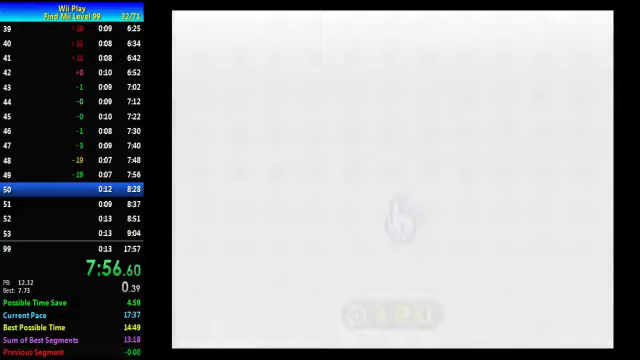 Wii Play
Find Mii Level 99 32/71
39 +18 0:09 6:25
40 0:08 6:34
41 0:08 6:42
42 +0 0:10 6:52
43 -1 0:09 7:02
44 -0 0:09 7:12
45 -0 0:10 7:22
46 -1 0:08 7:30
47 -3 0:09 7:40
48 -19 0:07 7:48
49 -19 0:07 7:56
50 0:12 8:28
51 0:09 8:37
52 0:13 8:51
53 0:13 9:04
99 0:13 17:57
7:56.60
PB: 12.32
Best: 7.73 0.39
Possible Time Save 4:59
Current Pace 17:37
Best Possible Time 14:49
Sum of Best Segments 13:18
Previous Segment -0:00
120